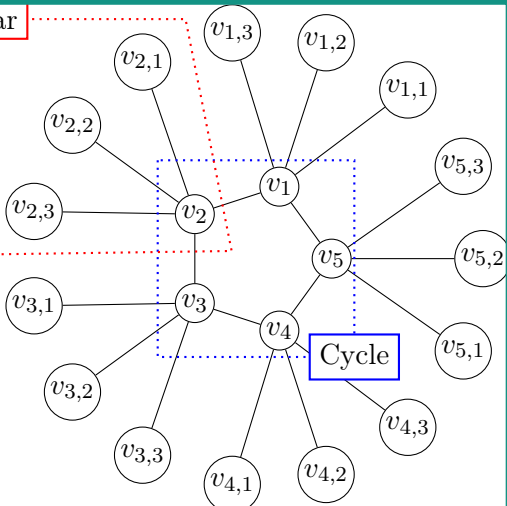 ar
v1,3
v1,2
v2,1
v1,1
v2,2
v5,3
v1
v2,3
v2
v5
v5,2
v3,1
v3
v4
v5,1
Cycle
v3,2
v4,3
v3,3
v4,1
v4,2